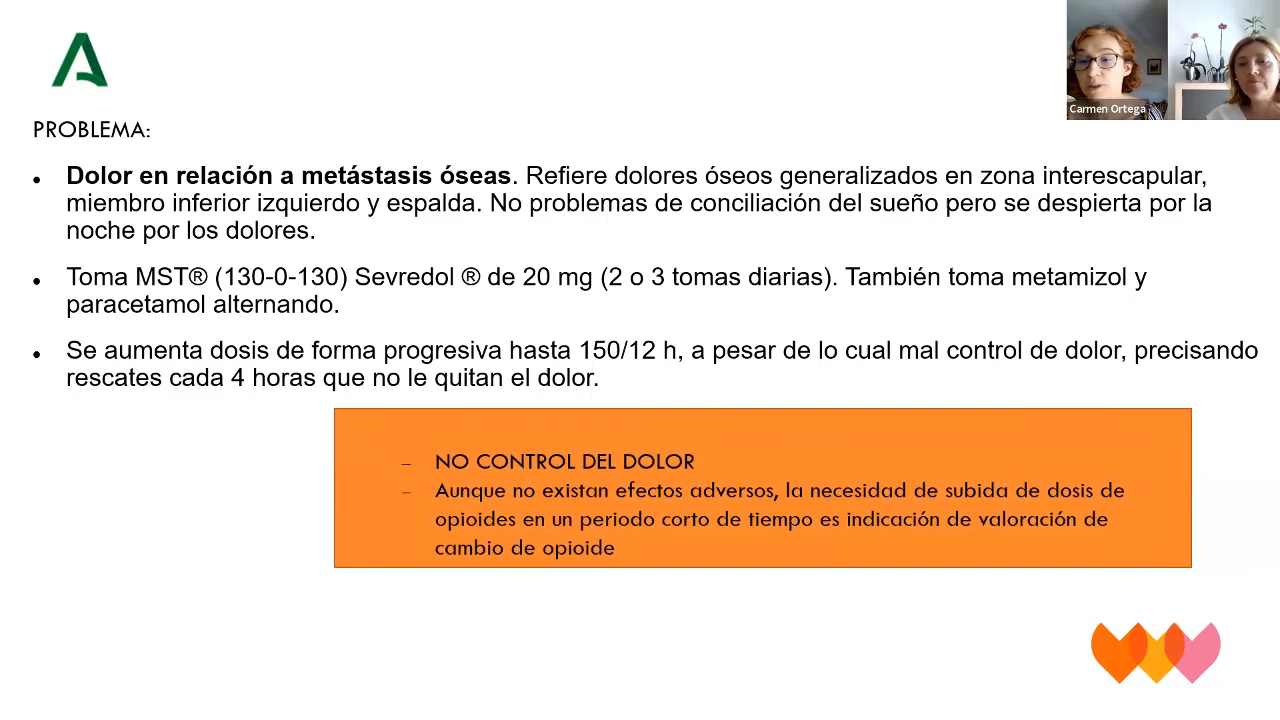 Carmen Ortega
PROBLEMA:
• Dolor en relación a metástasis óseas. Refiere dolores óseos generalizados en zona interescapular,
miembro inferior izquierdo y espalda. No problemas de conciliación del sueño pero se despierta por la
noche por los dolores.
• Toma MST® (130-0-130) Sevredol ® de 20 mg (2 o 3 tomas diarias). También toma metamizol y
paracetamol alternando.
• Se aumenta dosis de forma progresiva hasta 150/12 h, a pesar de lo cual mal control de dolor, precisando
rescates cada 4 horas que no le quitan el dolor.
– NO CONTROL DEL DOLOR
– Aunque no existan efectos adversos, la necesidad de subida de dosis de
opioides en un periodo corto de tiempo es indicación de valoración de
cambio de opioide